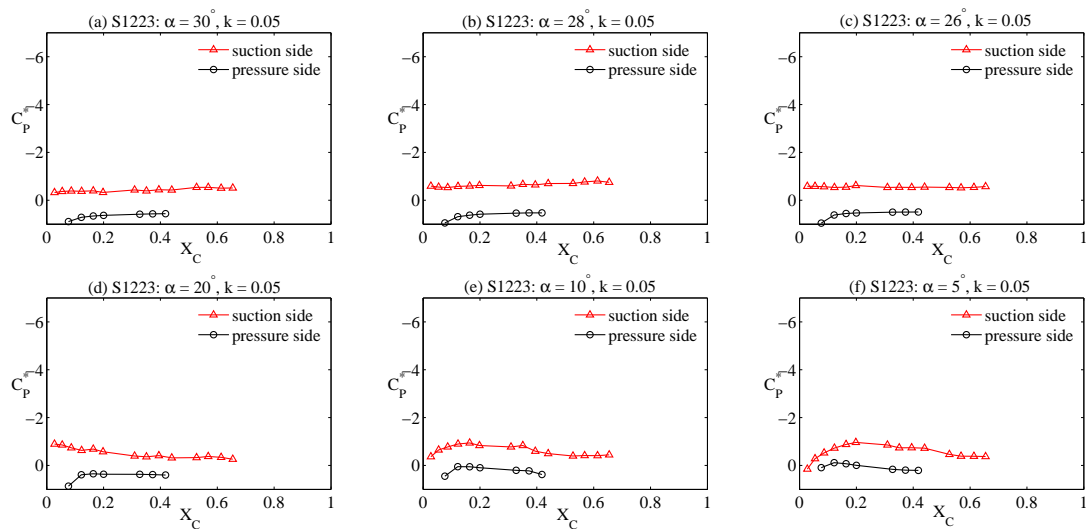 (a) S1223: α = 30°, k = 0.05
suction side
pressure side
−6
−4
−2
0
C_P^*
0 0.2 0.4 0.6 0.8 1
X_C
(b) S1223: α = 28°, k = 0.05
suction side
pressure side
−6
−4
−2
0
C_P^*
0 0.2 0.4 0.6 0.8 1
X_C
(c) S1223: α = 26°, k = 0.05
suction side
pressure side
−6
−4
−2
0
C_P^*
0 0.2 0.4 0.6 0.8 1
X_C
(d) S1223: α = 20°, k = 0.05
suction side
pressure side
−6
−4
−2
0
C_P^*
0 0.2 0.4 0.6 0.8 1
X_C
(e) S1223: α = 10°, k = 0.05
suction side
pressure side
−6
−4
−2
0
C_P^*
0 0.2 0.4 0.6 0.8 1
X_C
(f) S1223: α = 5°, k = 0.05
suction side
pressure side
−6
−4
−2
0
C_P^*
0 0.2 0.4 0.6 0.8 1
X_C